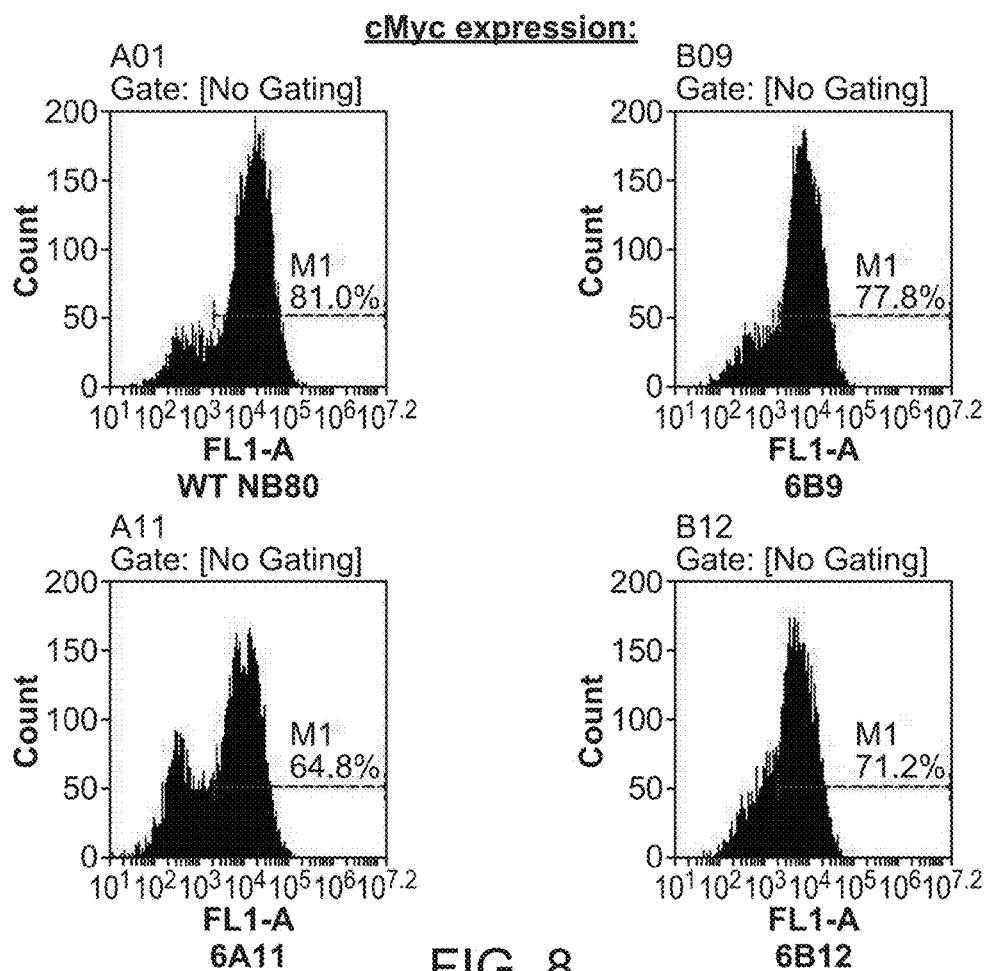 cMyc expression:
A01
Gate: [No Gating]
200
150
100
50
0
Count
M1
81.0%
10^1 10^2 10^3 10^4 10^5 10^6 10^7.2
FL1-A
WT NB80
B09
Gate: [No Gating]
200
150
100
50
0
Count
M1
77.8%
10^1 10^2 10^3 10^4 10^5 10^6 10^7.2
FL1-A
6B9
A11
Gate: [No Gating]
200
150
100
50
0
Count
M1
64.8%
10^1 10^2 10^3 10^4 10^5 10^6 10^7.2
FL1-A
6A11
B12
Gate: [No Gating]
200
150
100
50
0
Count
M1
71.2%
10^1 10^2 10^3 10^4 10^5 10^6 10^7.2
FL1-A
6B12
FIG. 8